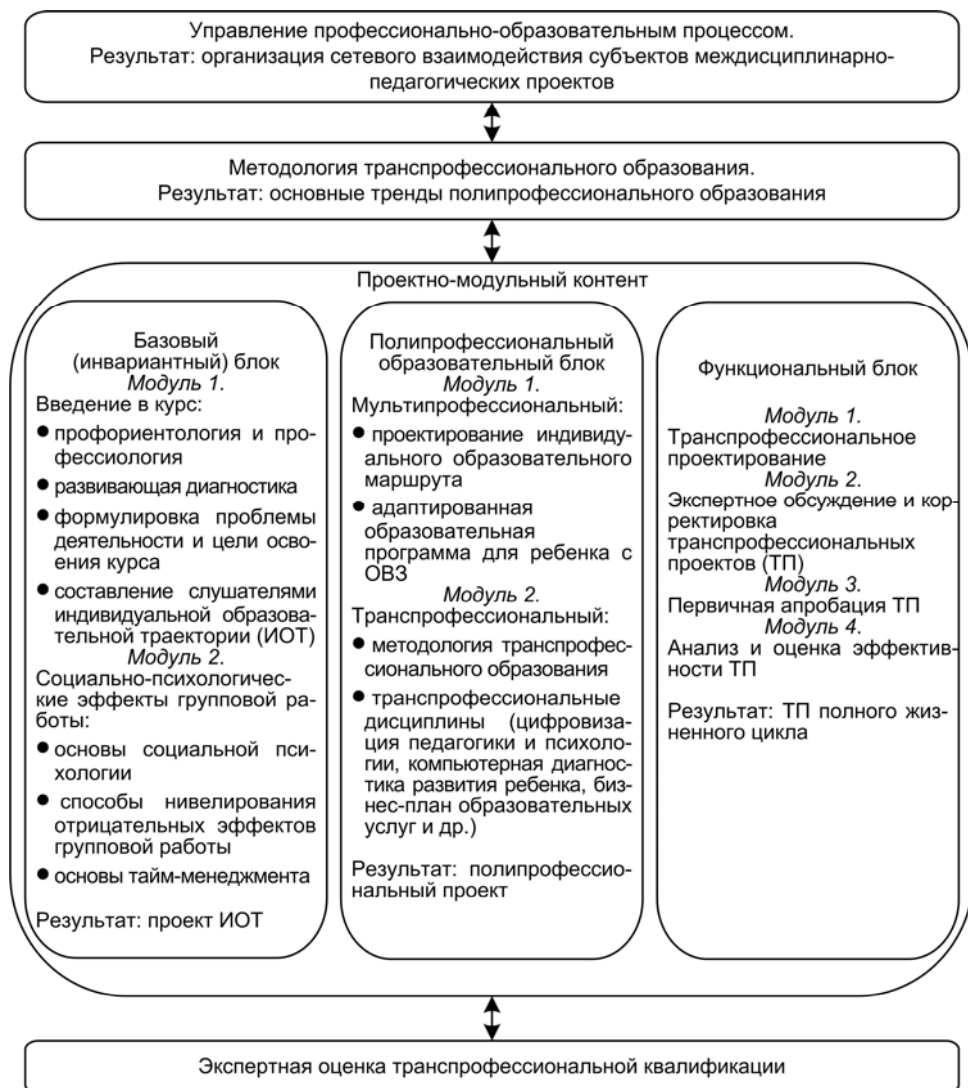 Управление профессионально-образовательным процессом.
Результат: организация сетевого взаимодействия субъектов междисциплинарно-
педагогических проектов
Методология транспрофессионального образования.
Результат: основные тренды полипрофессионального образования
Проектно-модульный контент
Базовый
(инвариантный) блок
Модуль 1.
Введение в курс:
● профориентология и про-
фессиология
● развивающая диагностика
● формулировка проблемы
деятельности и цели осво-
ения курса
● составление слушателями
индивидуальной образова-
тельной траектории (ИОТ)
Модуль 2.
Социально-психологичес-
кие эффекты групповой ра-
боты:
● основы социальной пси-
хологии
● способы нивелирования
отрицательных эффектов
групповой работы
● основы тайм-менеджмента
Результат: проект ИОТ
Полипрофессиональный
образовательный блок
Модуль 1.
Мультипрофессиональный:
● проектирование индивиду-
ального образовательного
маршрута
● адаптированная
образовательная
программа для ребенка с
ОВЗ
Модуль 2.
Транспрофессиональный:
● методология транспрофес-
сионального образования
● транспрофессиональные
дисциплины (цифровиза-
ция педагогики и психоло-
гии, компьютерная диагнос-
тика развития ребенка, биз-
нес-план образовательных
услуг и др.)
Результат: полипрофессио-
нальный проект
Функциональный блок
Модуль 1.
Транспрофессиональное
проектирование
Модуль 2.
Экспертное обсуждение и кор-
ректировка
транспрофессиональных
проектов (ТП)
Модуль 3.
Первичная апробация ТП
Модуль 4.
Анализ и оценка эффектив-
ности ТП
Результат: ТП полного жиз-
ненного цикла
Экспертная оценка транспрофессиональной квалификации